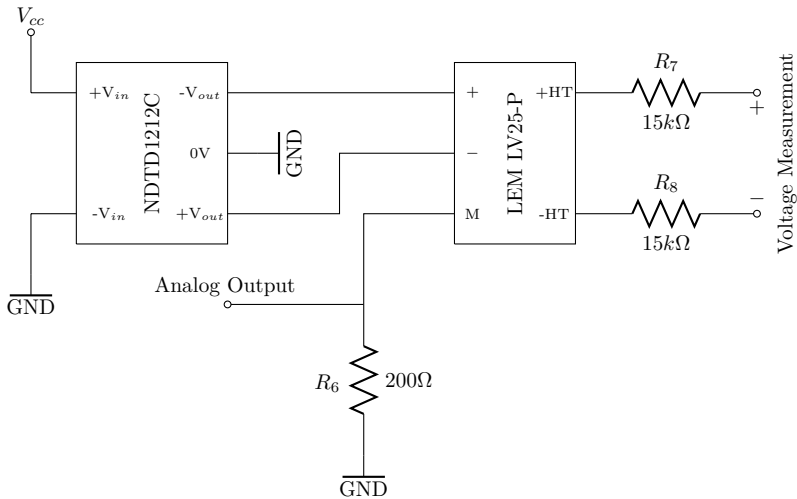 V_cc
+V_in
-V_out
0V
-V_in
+V_out
NDTD1212C
GND
GND
+
−
M
+HT
-HT
LEM LV25-P
R_7
15kΩ
+
R_8
15kΩ
−
Voltage Measurement
Analog Output
R_6
200Ω
GND